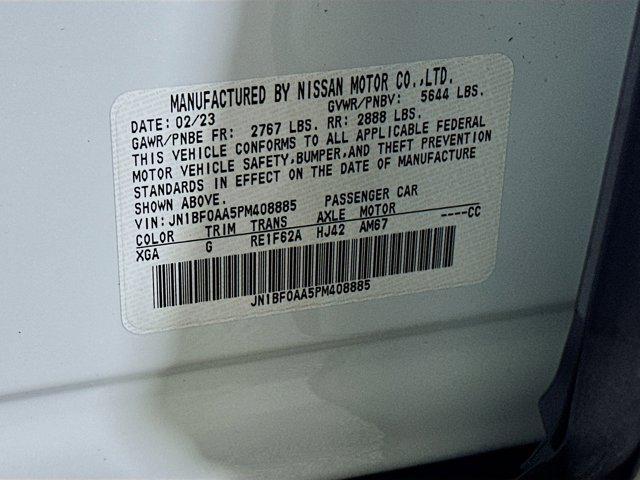 MANUFACTURED BY NISSAN MOTOR CO.,LTD.
DATE: 02/23 GVWR/PNBV: 5644 LBS.
GAWR/PNBE FR: 2767 LBS. RR: 2888 LBS.
THIS VEHICLE CONFORMS TO ALL APPLICABLE FEDERAL
MOTOR VEHICLE SAFETY,BUMPER,AND THEFT PREVENTION
STANDARDS IN EFFECT ON THE DATE OF MANUFACTURE
SHOWN ABOVE.
VIN: JN1BF0AA5PM408885 PASSENGER CAR
COLOR TRIM TRANS AXLE MOTOR
XGA G RE1F62A HJ42 AM67 ----CC
JN1BF0AA5PM408885